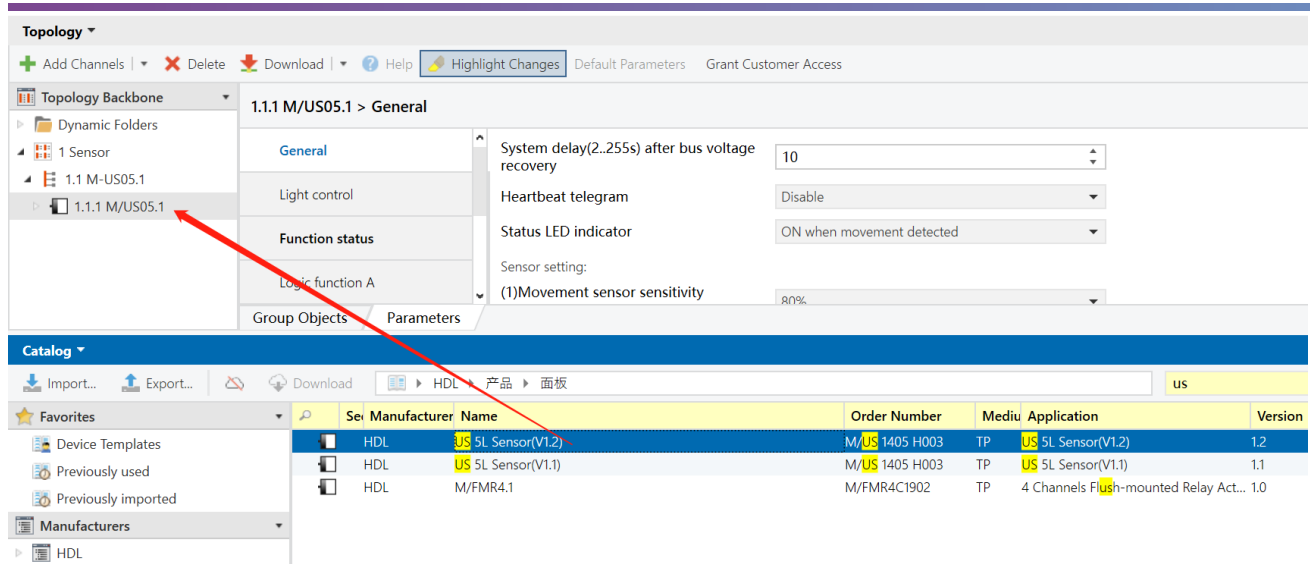 Topology
Add Channels Delete Download Help Highlight Changes Default Parameters Grant Customer Access
Topology Backbone
Dynamic Folders
1 Sensor
1.1 M-US05.1
1.1.1 M/US05.1
1.1.1 M/US05.1 > General
General
Light control
Function status
Logic function A
System delay(2..255s) after bus voltage
recovery
10
Heartbeat telegram
Disable
Status LED indicator
ON when movement detected
Sensor setting:
(1)Movement sensor sensitivity
80%
Group Objects Parameters
Catalog
Import... Export... Download HDL 产品 面板 us
Favorites
Device Templates
Previously used
Previously imported
Manufacturers
HDL
Se Manufacturer Name Order Number Mediu Application Version
HDL US 5L Sensor(V1.2) M/US 1405 H003 TP US 5L Sensor(V1.2) 1.2
HDL US 5L Sensor(V1.1) M/US 1405 H003 TP US 5L Sensor(V1.1) 1.1
HDL M/FMR4.1 M/FMR4C1902 TP 4 Channels Flush-mounted Relay Act... 1.0